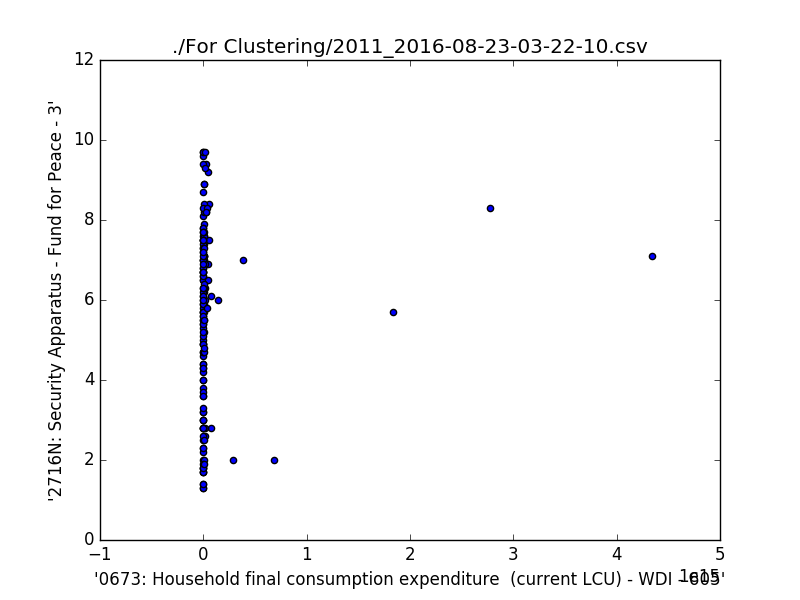 ./For Clustering/2011_2016-08-23-03-22-10.csv
12
10
8
6
4
2
0
'2716N: Security Apparatus - Fund for Peace - 3'
−1 0 1 2 3 4 5
1e15
'0673: Household final consumption expenditure  (current LCU) - WDI - 605'